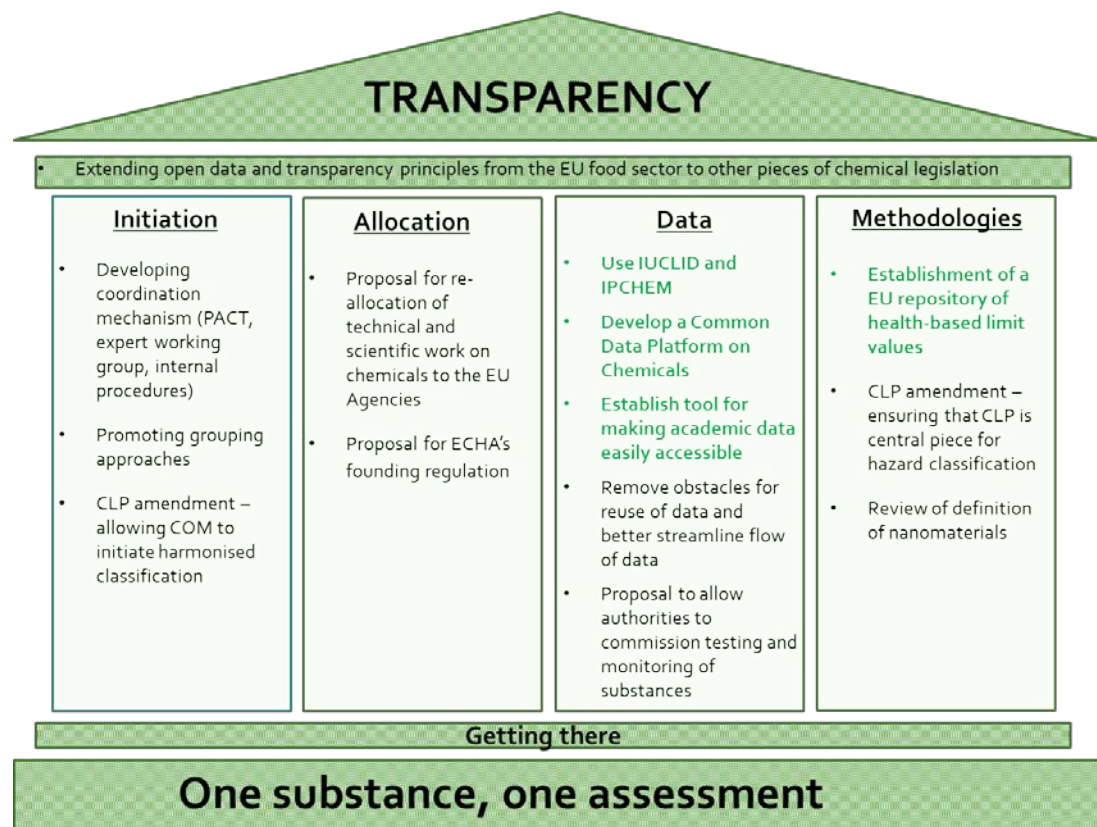 TRANSPARENCY
• Extending open data and transparency principles from the EU food sector to other pieces of chemical legislation
Initiation
• Developing
coordination
mechanism (PACT,
expert working
group, internal
procedures)
• Promoting grouping
approaches
• CLP amendment –
allowing COM to
initiate harmonised
classification
Allocation
• Proposal for re-
allocation of
technical and
scientific work on
chemicals to the EU
Agencies
• Proposal for ECHA’s
founding regulation
Data
• Use IUCLID and
IPCHEM
• Develop a Common
Data Platform on
Chemicals
• Establish tool for
making academic data
easily accessible
• Remove obstacles for
reuse of data and
better streamline flow
of data
• Proposal to allow
authorities to
commission testing and
monitoring of
substances
Methodologies
• Establishment of a
EU repository of
health-based limit
values
• CLP amendment –
ensuring that CLP is
central piece for
hazard classification
• Review of definition
of nanomaterials
Getting there
One substance, one assessment